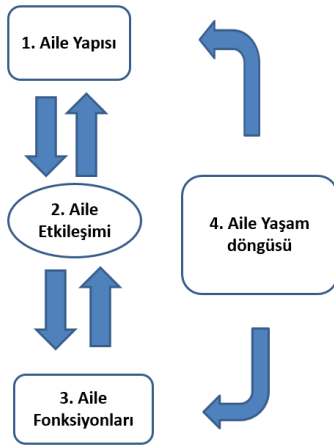 1. Aile Yapısı
2. Aile
Etkileşimi
4. Aile Yaşam
döngüsü
3. Aile
Fonksiyonları